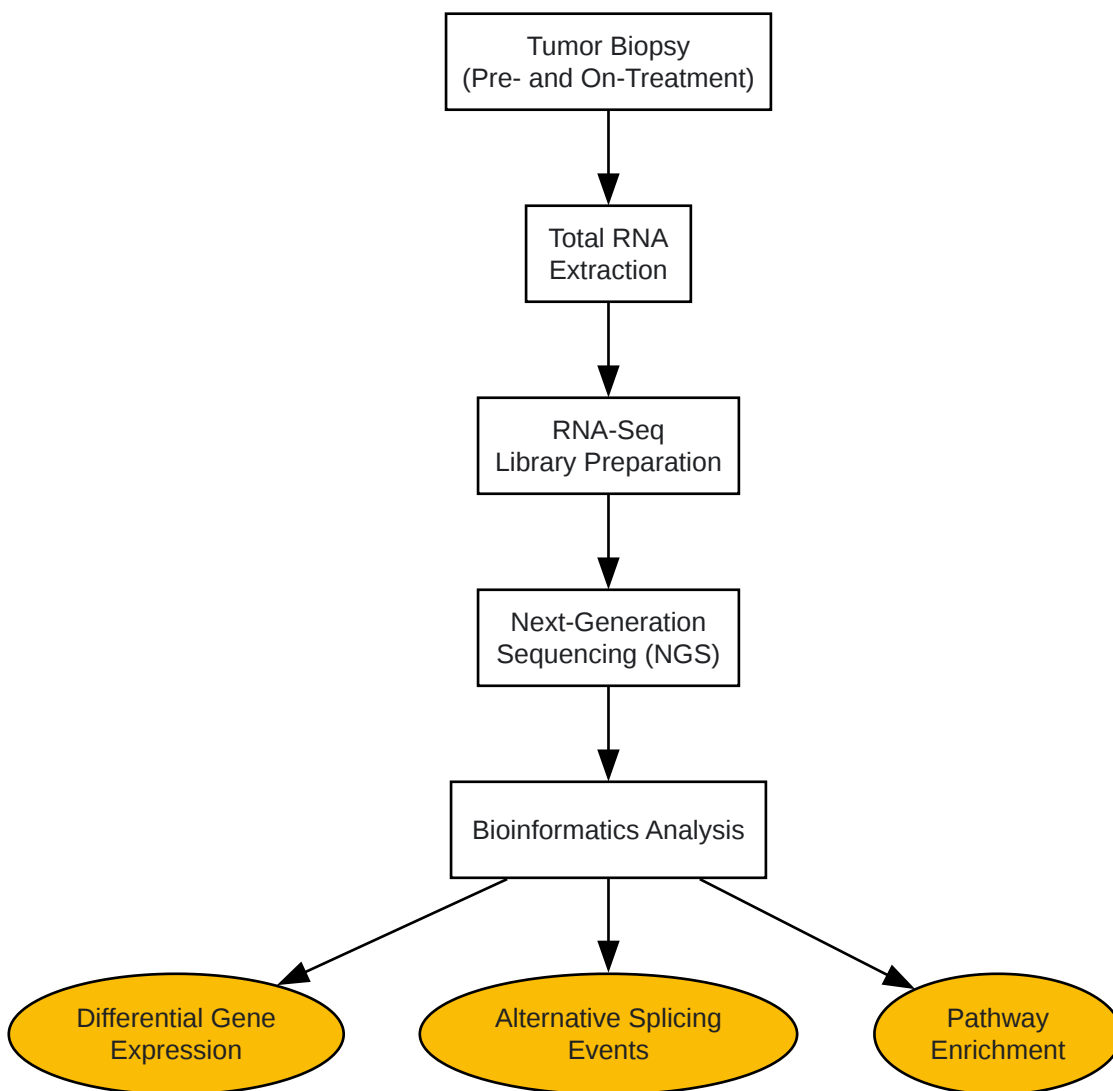 Tumor Biopsy
(Pre- and On-Treatment)
Total RNA
Extraction
RNA-Seq
Library Preparation
Next-Generation
Sequencing (NGS)
Bioinformatics Analysis
Differential Gene
Expression
Alternative Splicing
Events
Pathway
Enrichment